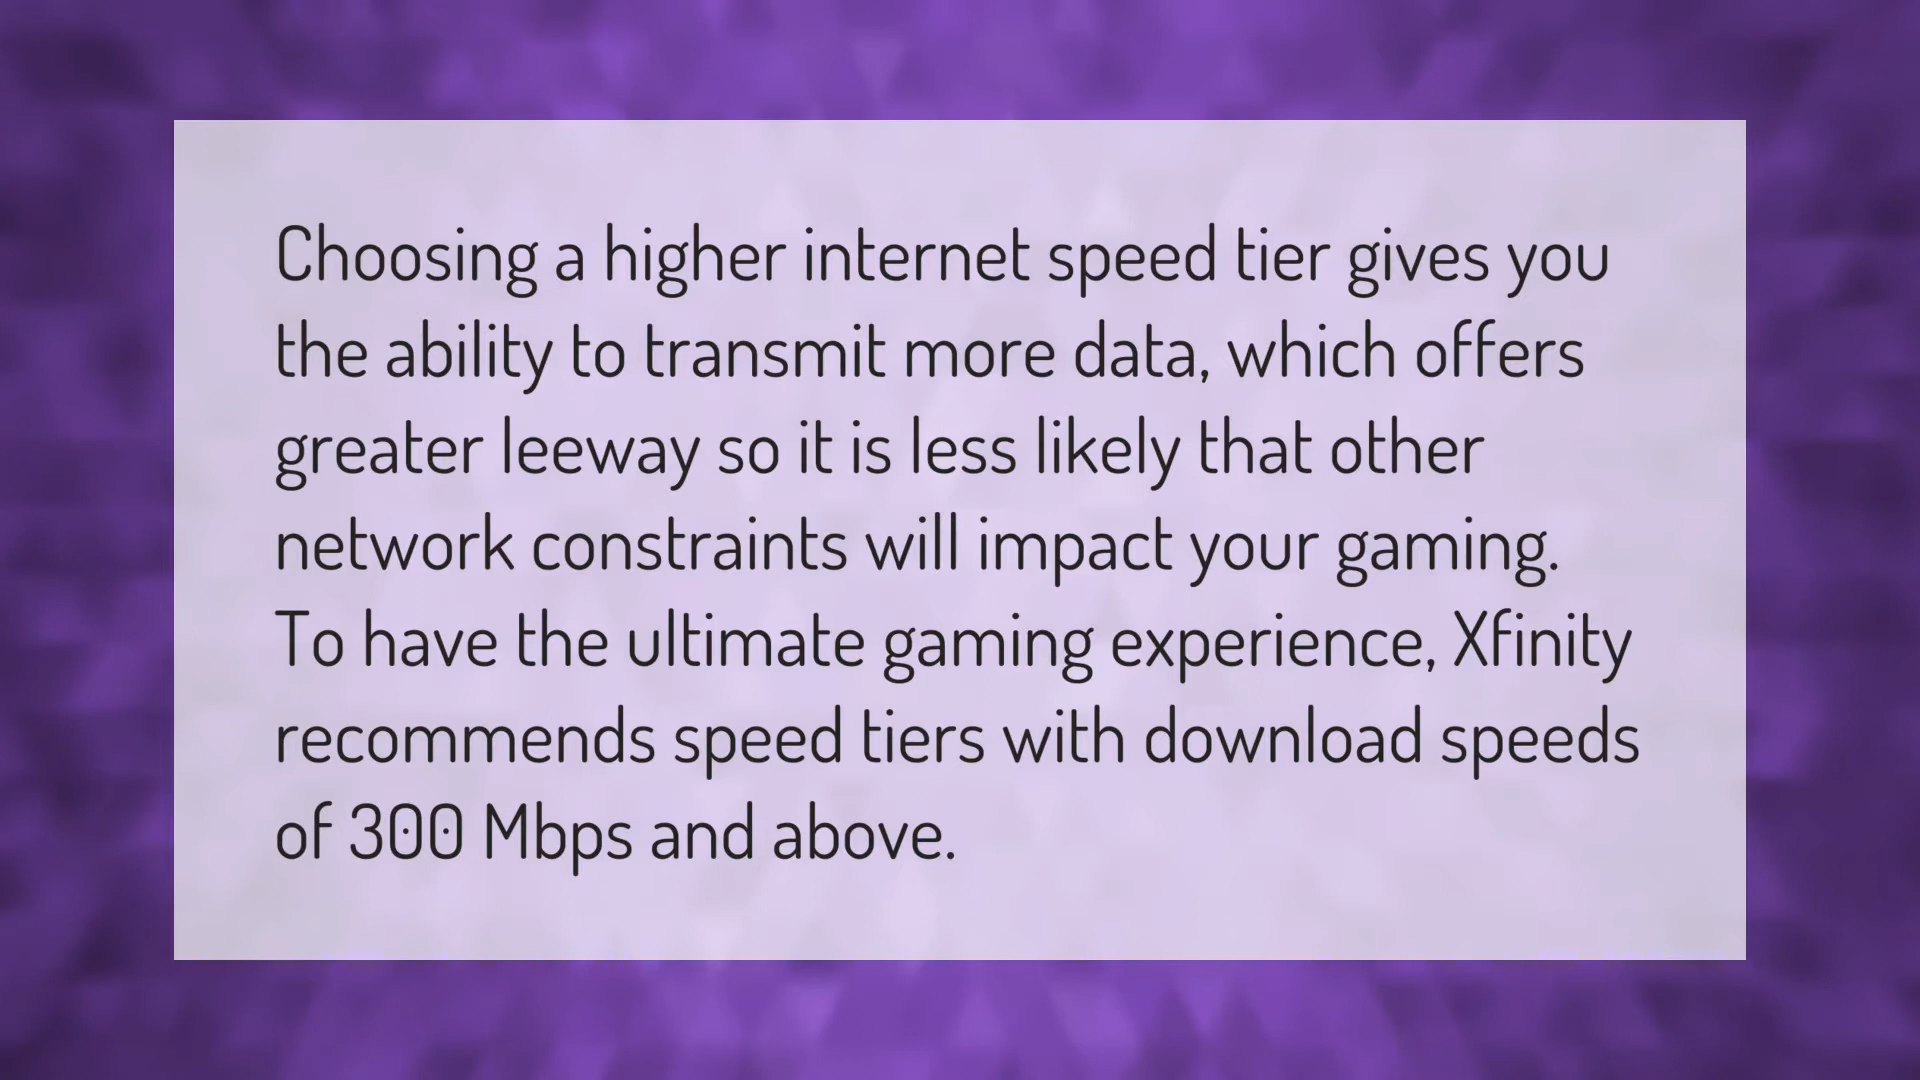 Choosing a higher internet speed tier gives you
the ability to transmit more data, which offers
greater leeway so it is less likely that other
network constraints will impact your gaming.
To have the ultimate gaming experience, Xfinity
recommends speed tiers with download speeds
of 300 Mbps and above.